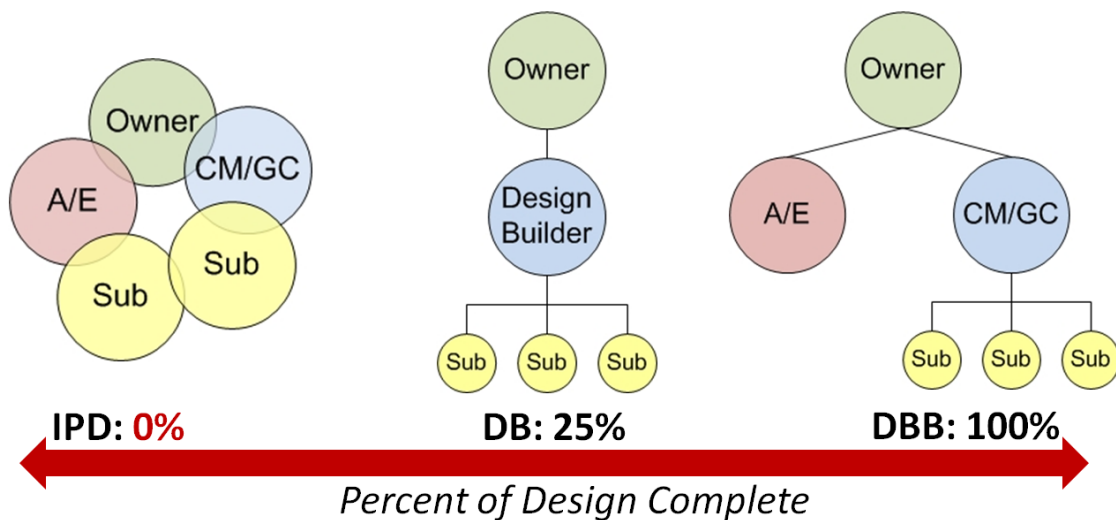 Owner
CM/GC
A/E
Sub
Sub
IPD: 0%
Owner
Design
Builder
Sub Sub Sub
DB: 25%
Owner
A/E
CM/GC
Sub Sub Sub
DBB: 100%
Percent of Design Complete